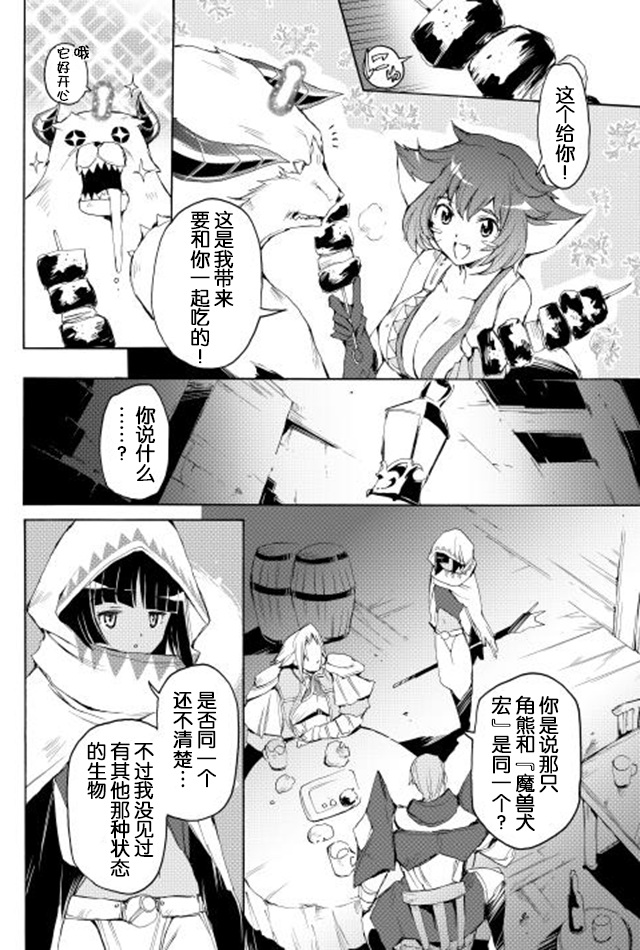 这个给你！
这是我带来
要和你一起吃的！
哦
它好开心
你说什么
……？
你是说那只
角熊和『魔兽犬
宏』是同一个？
是否同一个
还不清楚…
不过我没见过
有其他那种状态
的生物